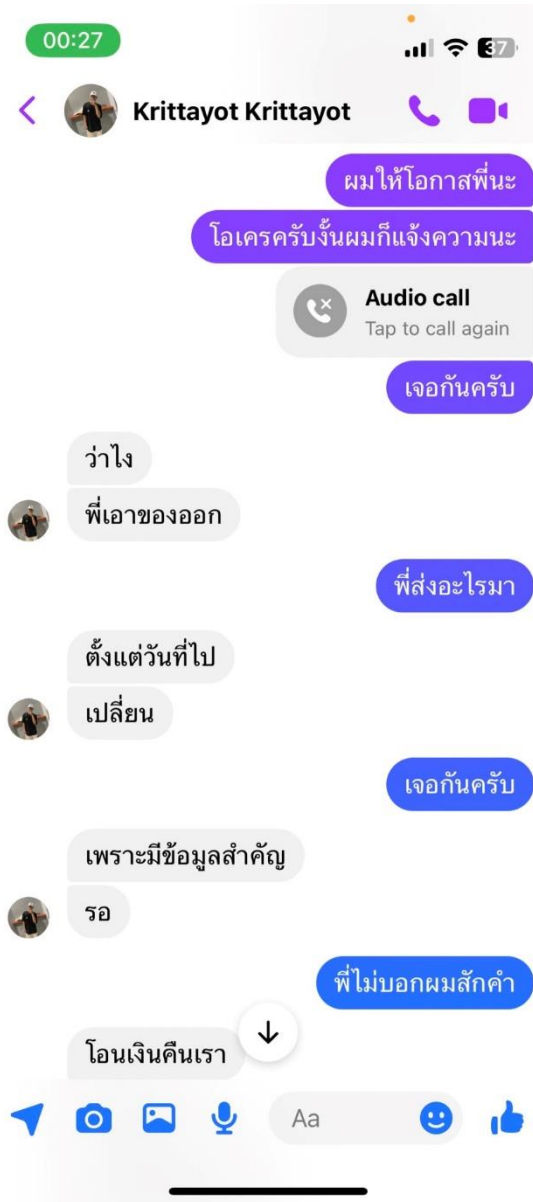 00:27
37
Krittayot Krittayot
ผมให้โอกาสพี่นะ
โอเครครับงั้นผมก็แจ้งความนะ
Audio call
Tap to call again
เจอกันครับ
ว่าไง
พี่เอาของออก
พี่ส่งอะไรมา
ตั้งแต่วันที่ไป
เปลี่ยน
เจอกันครับ
เพราะมีข้อมูลสำคัญ
รอ
พี่ไม่บอกผมสักคำ
โอนเงินคืนเรา
Aa